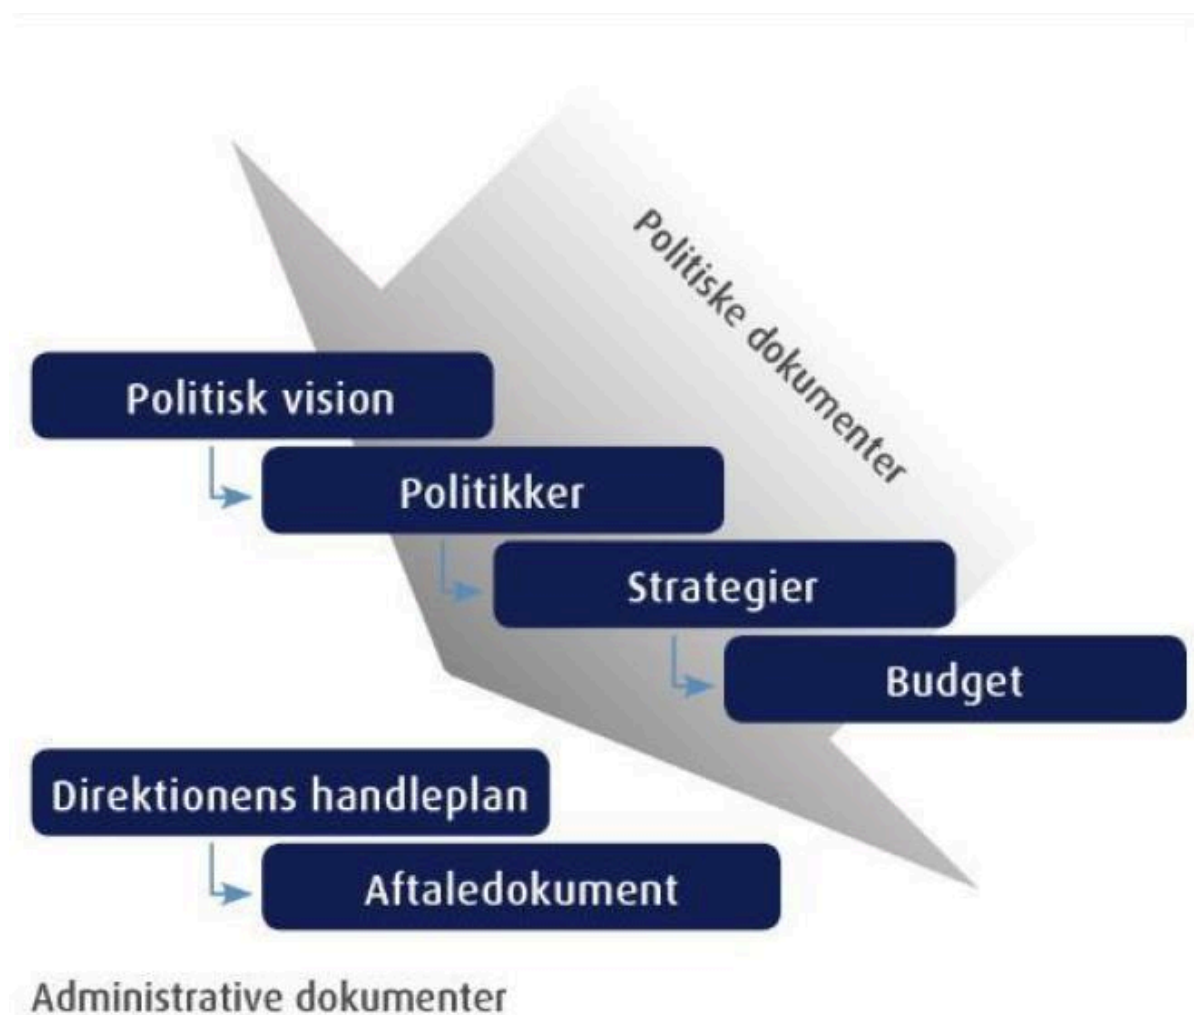 Politiske dokumenter
Politisk vision
Politikker
Strategier
Budget
Direktionens handleplan
Aftaledokument
Administrative dokumenter